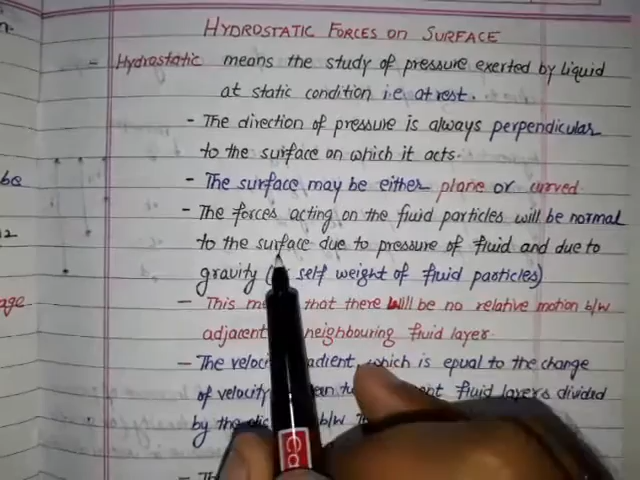 HYDROSTATIC FORCES ON SURFACE
- Hydrostatic means the study of pressure exerted by liquid
at static condition i.e at rest.
- The direction of pressure is always perpendicular
to the surface on which it acts.
- The surface may be either plane or curved.
- The forces acting on the fluid particles will be normal
to the surface due to pressure of fluid and due to
gravity ( self weight of fluid particles)
- This that there will be no relative motion b/w
adjacent neighbouring fluid layer.
- The which is equal to the change
of velocity fluid layers divided
by the b/w
be
12
age